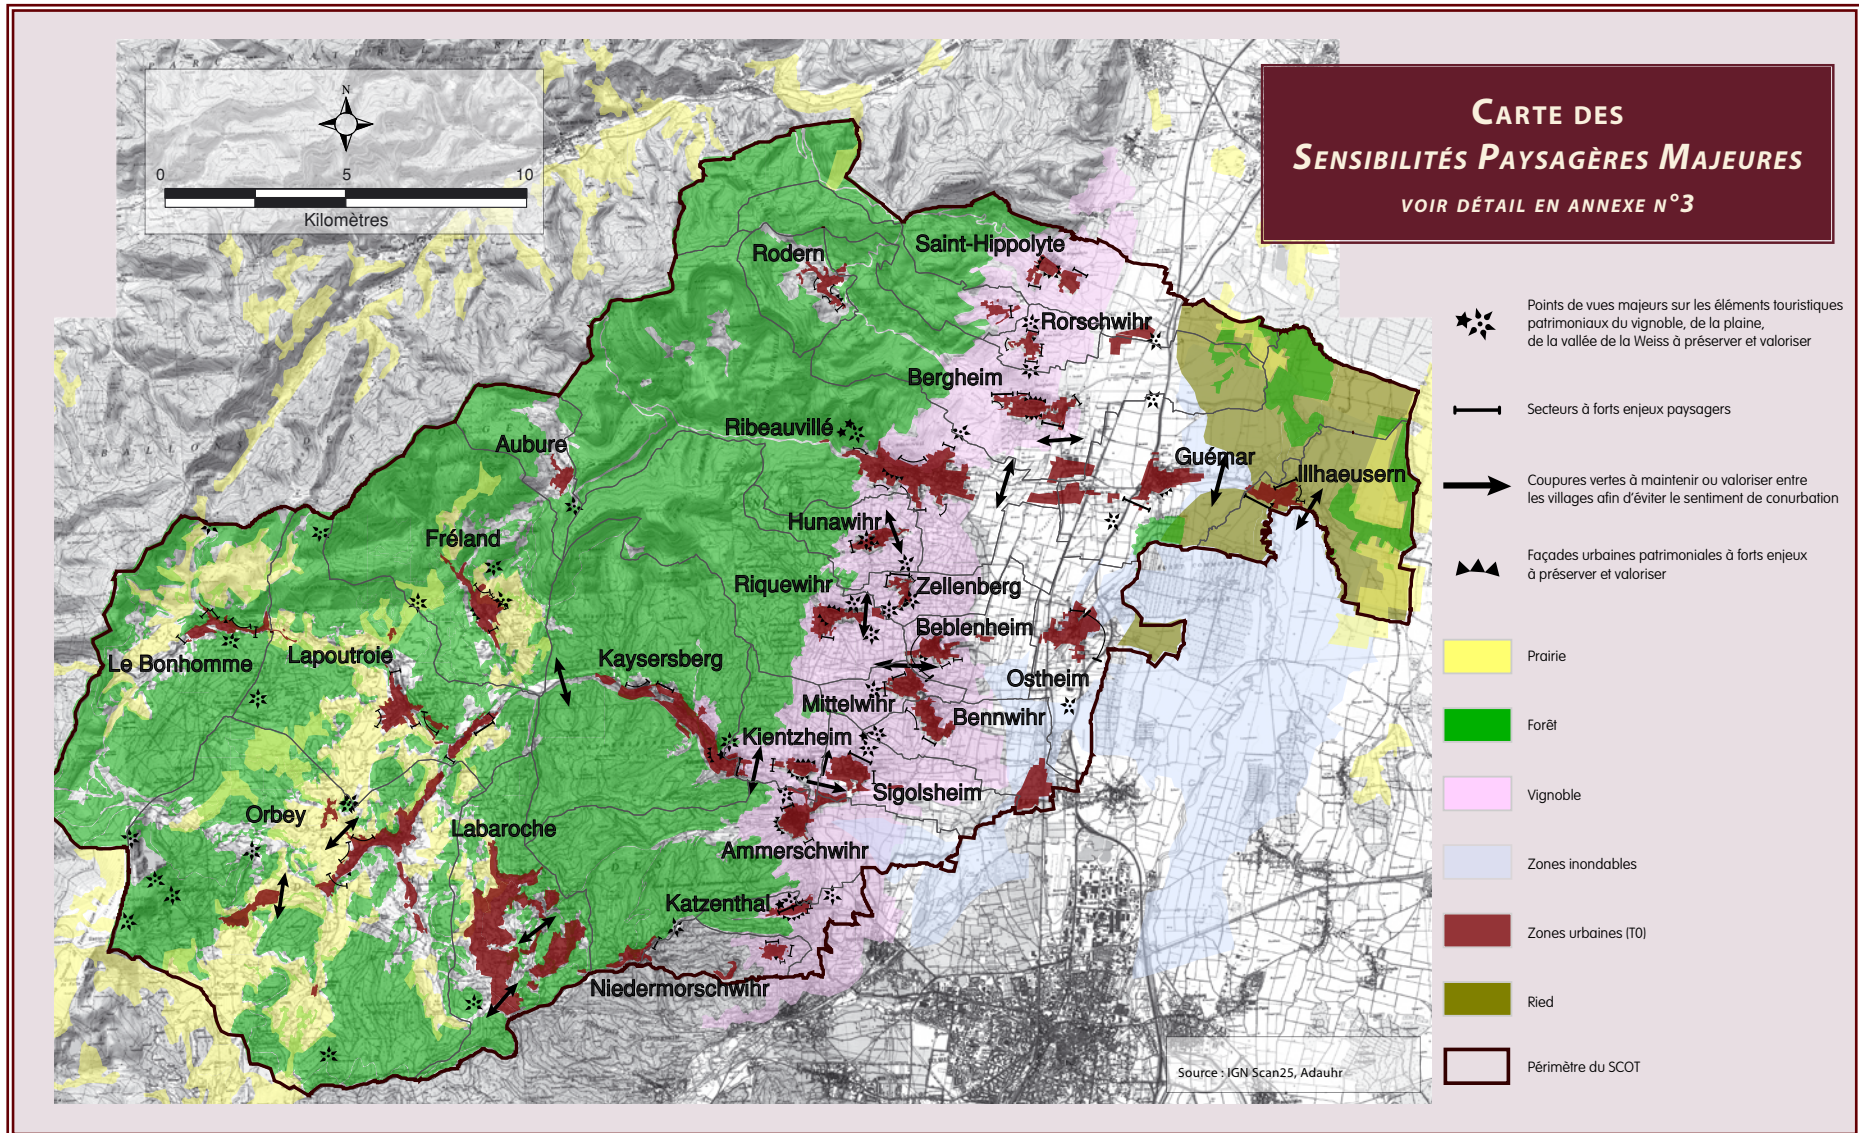 CARTE DES
SENSIBILITÉS PAYSAGÈRES MAJEURES
VOIR DÉTAIL EN ANNEXE N°3
N
0 5 10
Kilomètres
Rodern
Saint-Hippolyte
Rorschwihr
Bergheim
Ribeauvillé
Aubure
Guémar
Illhaeusern
Hunawihr
Fréland
Riquewihr
Zellenberg
Beblenheim
Le Bonhomme
Lapoutroie
Kaysersberg
Ostheim
Mittelwihr
Bennwihr
Kientzheim
Sigolsheim
Orbey
Labaroche
Ammerschwihr
Katzenthal
Niedermorschwihr
Points de vues majeurs sur les éléments touristiques
patrimoniaux du vignoble, de la plaine,
de la vallée de la Weiss à préserver et valoriser
Secteurs à forts enjeux paysagers
Coupures vertes à maintenir ou valoriser entre
les villages afin d'éviter le sentiment de conurbation
Façades urbaines patrimoniales à forts enjeux
à préserver et valoriser
Prairie
Forêt
Vignoble
Zones inondables
Zones urbaines (T0)
Ried
Périmètre du SCOT
Source : IGN Scan25, Adauhr